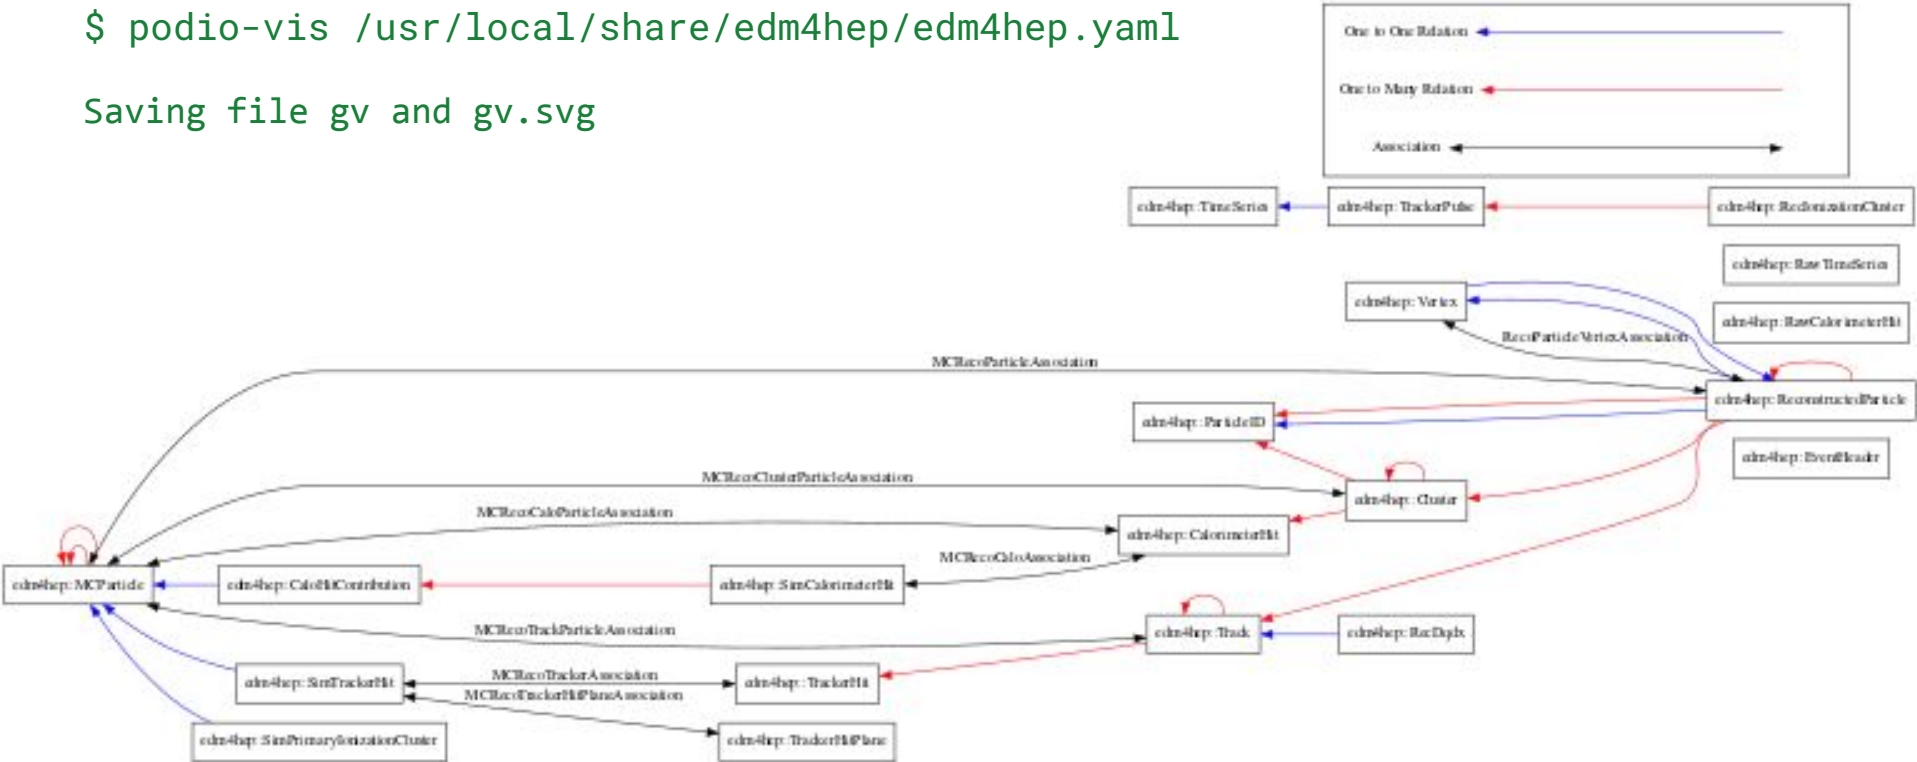 $ podio-vis /usr/local/share/edm4hep/edm4hep.yaml
Saving file gv and gv.svg
One to One Relation
One to Many Relation
Association
edm4hep::TimeSeries
edm4hep::TrackerPulse
edm4hep::RecIonizationCluster
edm4hep::RawTimeSeries
edm4hep::Vertex
edm4hep::RawCalorimeterHit
RecoParticleVertexAssociation
MCRecoParticleAssociation
edm4hep::ReconstructedParticle
edm4hep::ParticleID
edm4hep::EventHeader
MCRecoClusterParticleAssociation
edm4hep::Cluster
MCRecoCaloParticleAssociation
edm4hep::CalorimeterHit
MCRecoCaloAssociation
edm4hep::MCParticle
edm4hep::CaloHitContribution
edm4hep::SimCalorimeterHit
MCRecoTrackParticleAssociation
edm4hep::Track
edm4hep::RecDqdx
MCRecoTrackerAssociation
edm4hep::SimTrackerHit
edm4hep::TrackerHit
MCRecoTrackerHitPlaneAssociation
edm4hep::SimPrimaryIonizationCluster
edm4hep::TrackerHitPlane